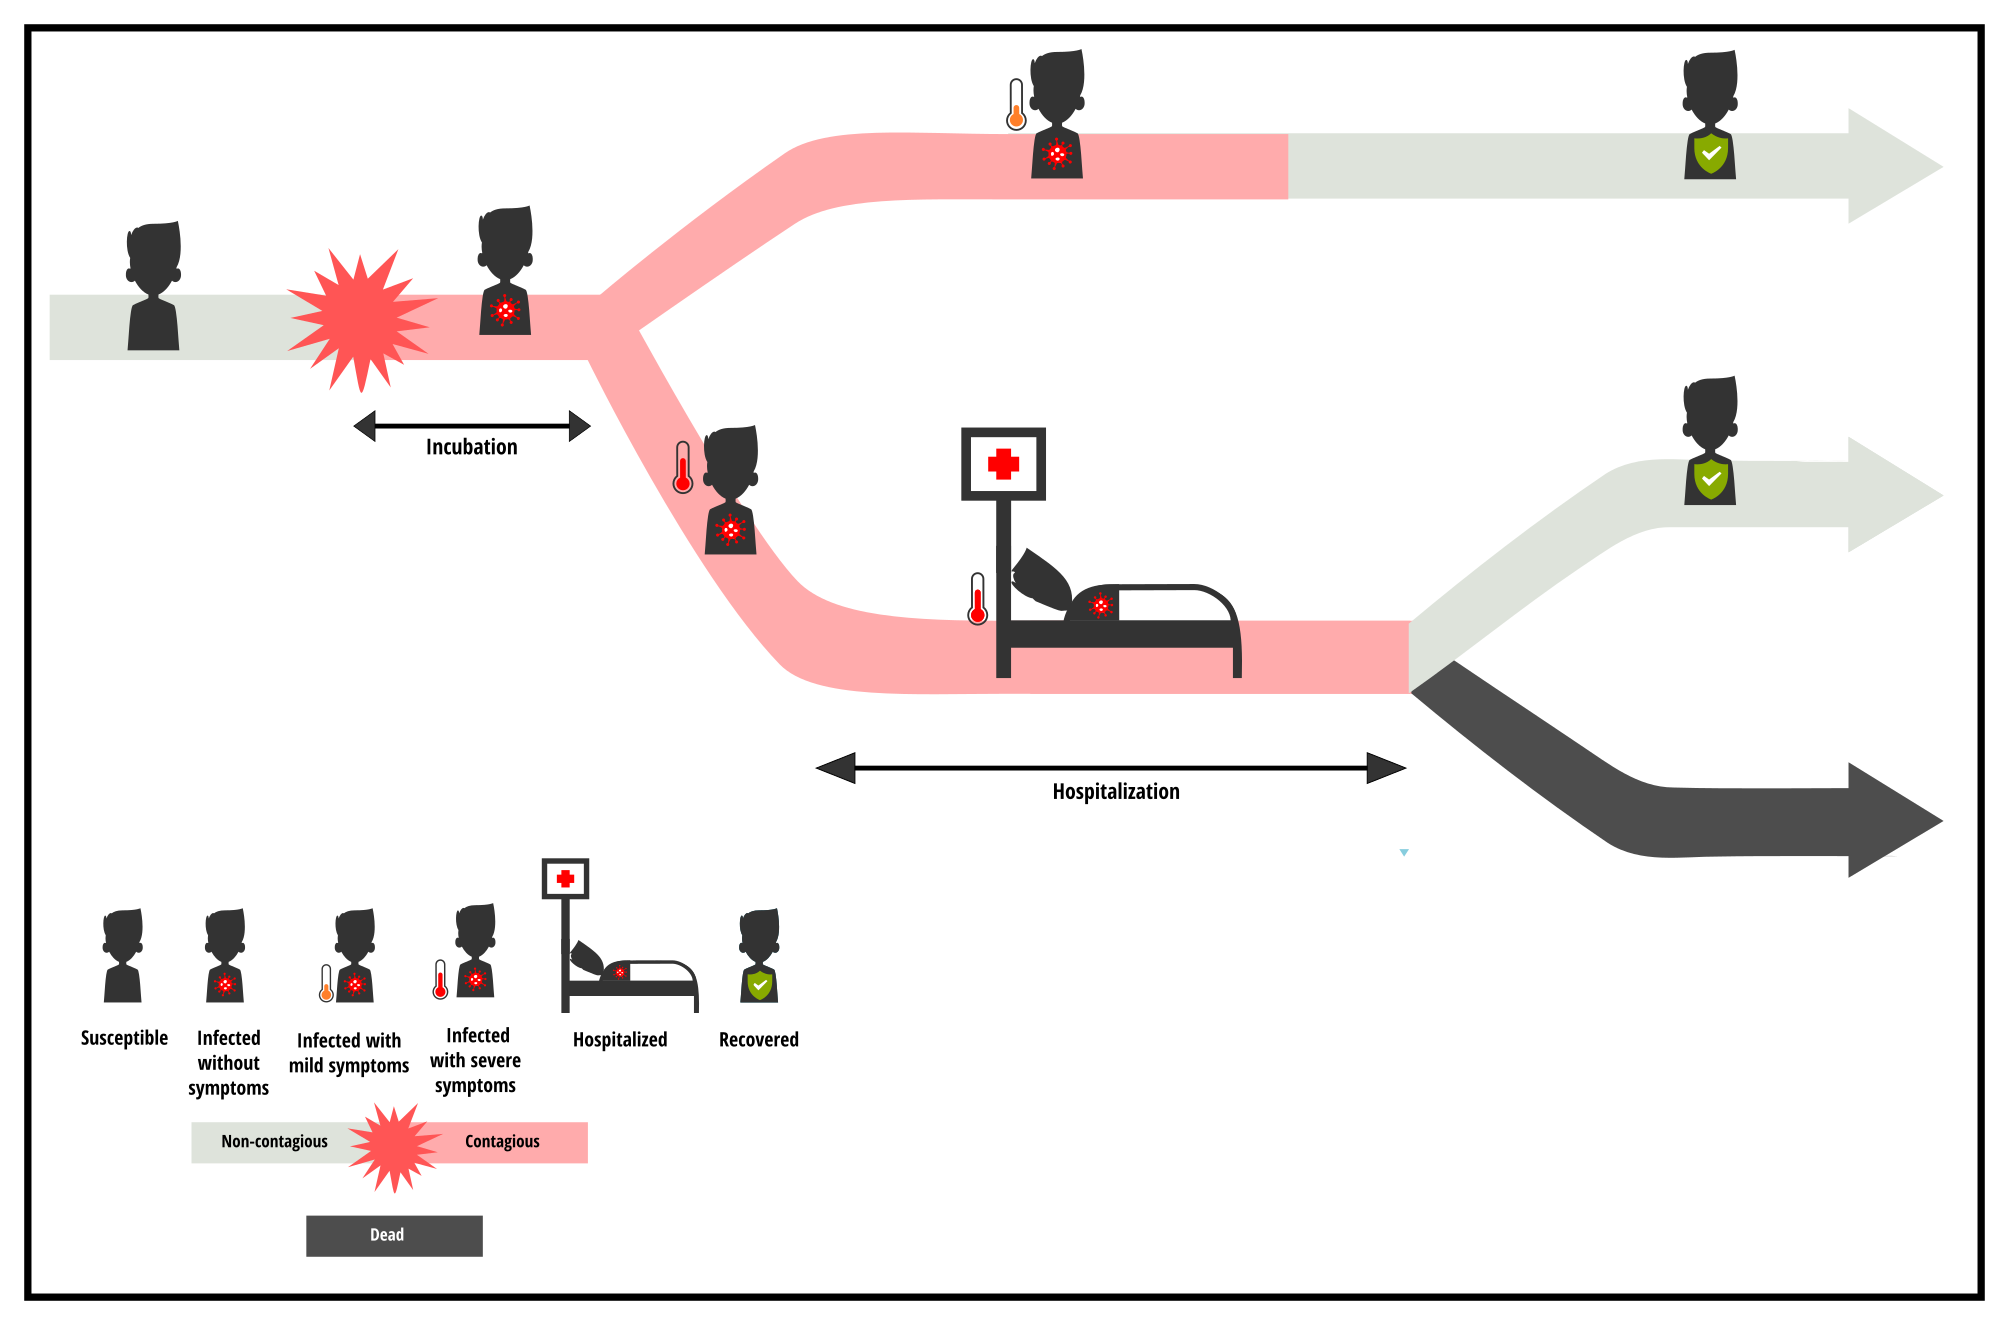 Incubation
Hospitalization
Susceptible
Infected
without
symptoms
Infected with
mild symptoms
Infected
with severe
symptoms
Hospitalized
Recovered
Non-contagious
Contagious
Dead